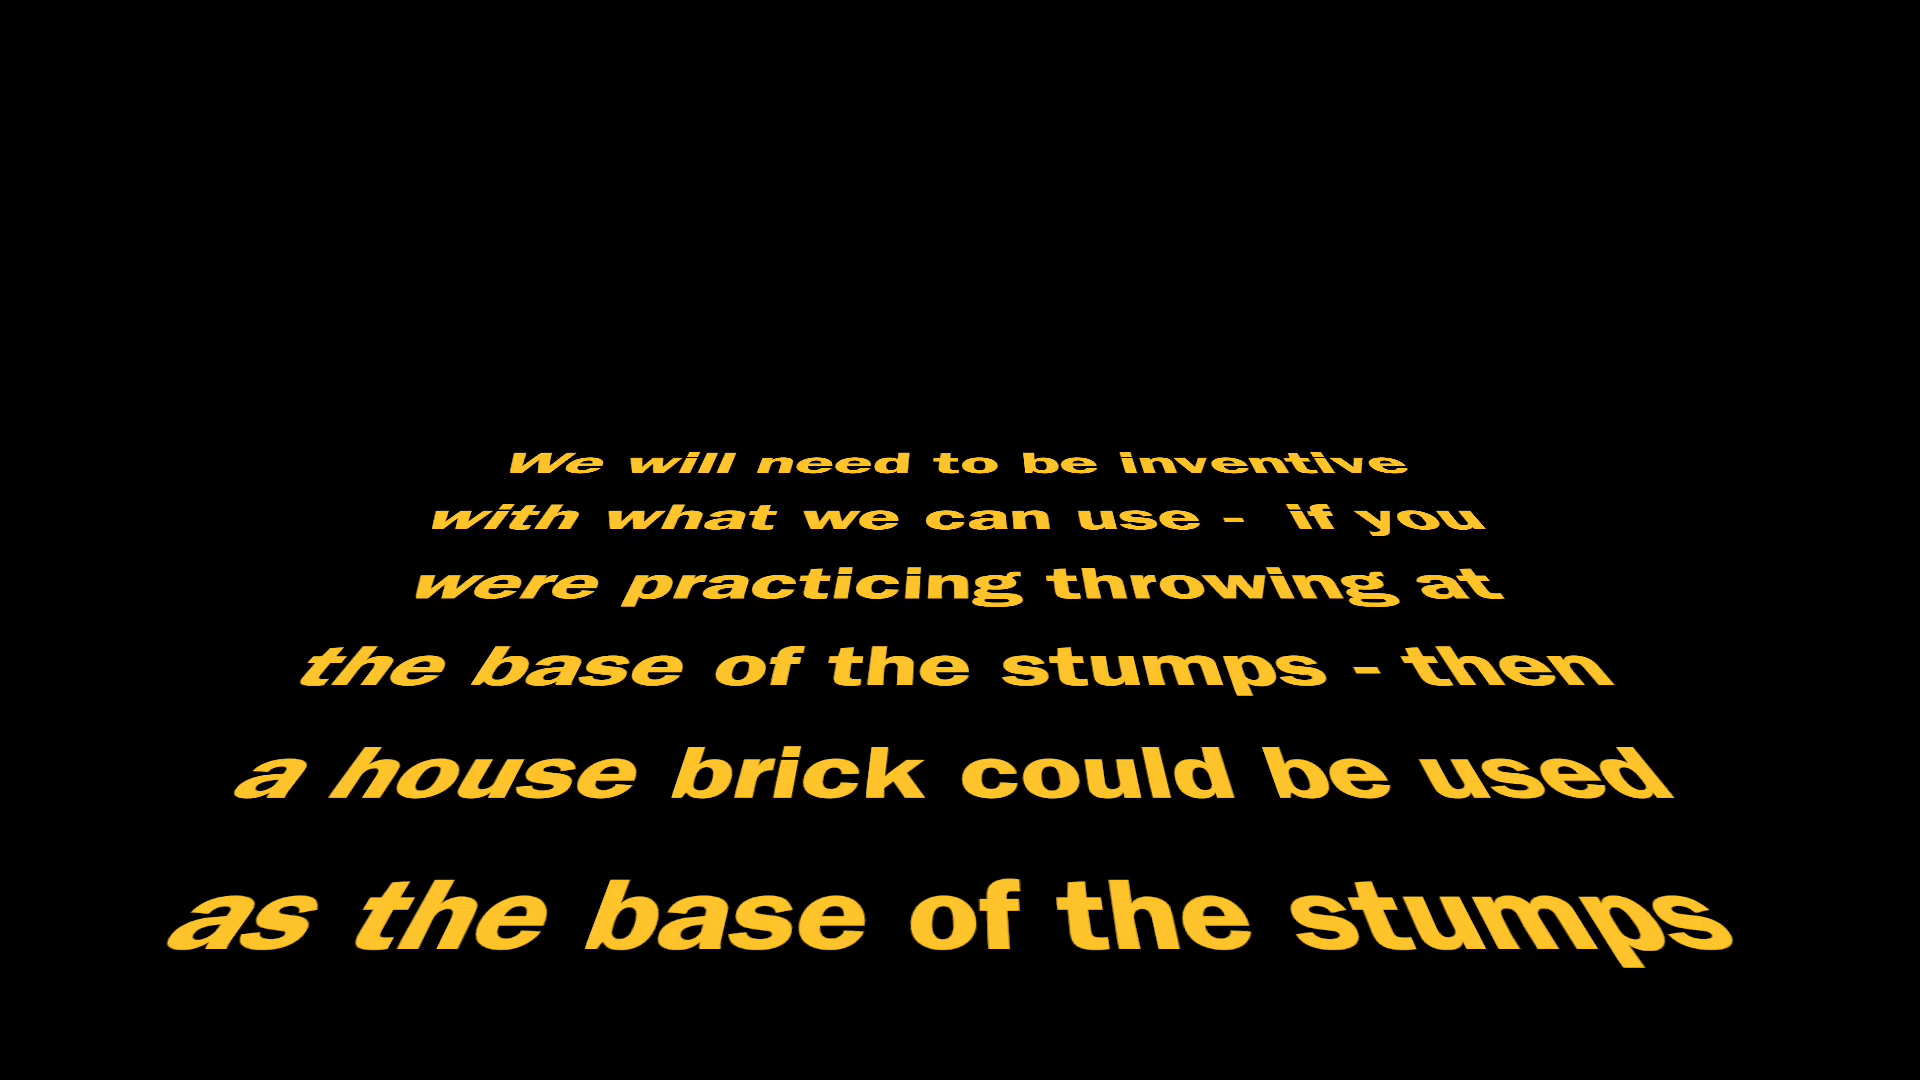 We will need to be inventive
with what we can use -  if you
were practicing throwing at
the base of the stumps - then
a house brick could be used
as the base of the stumps